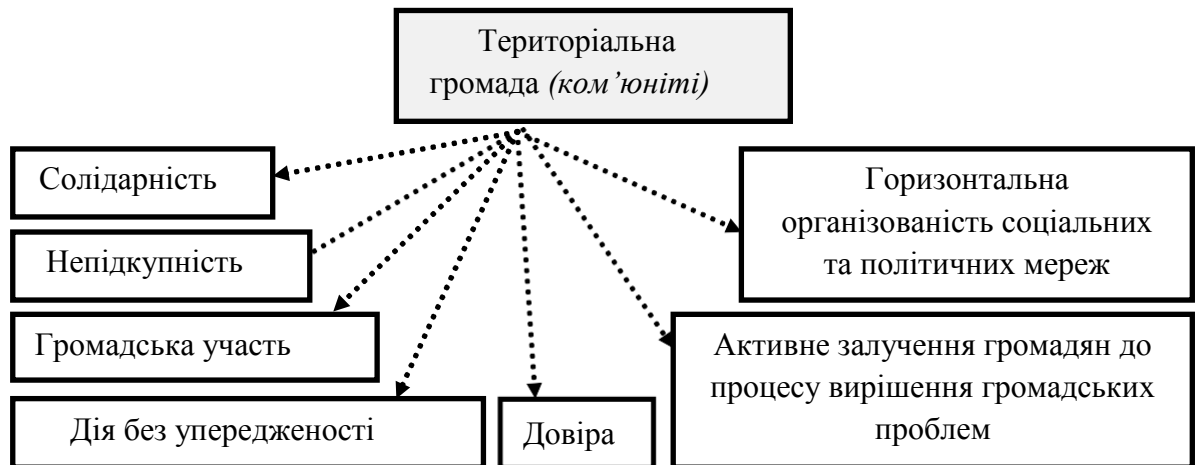 Територіальна
громада (ком’юніті)
Солідарність
Непідкупність
Громадська участь
Дія без упередженості
Довіра
Горизонтальна
організованість соціальних
та політичних мереж
Активне залучення громадян до
процесу вирішення громадських
проблем